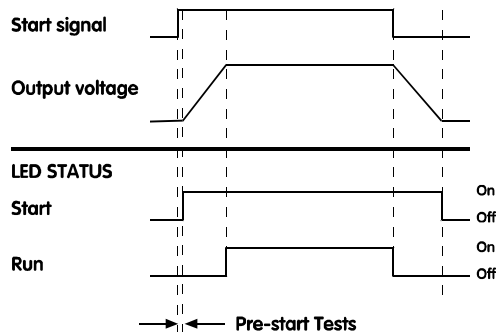 Start signal
Output voltage
LED STATUS
Start
On
Off
Run
On
Off
Pre-start Tests